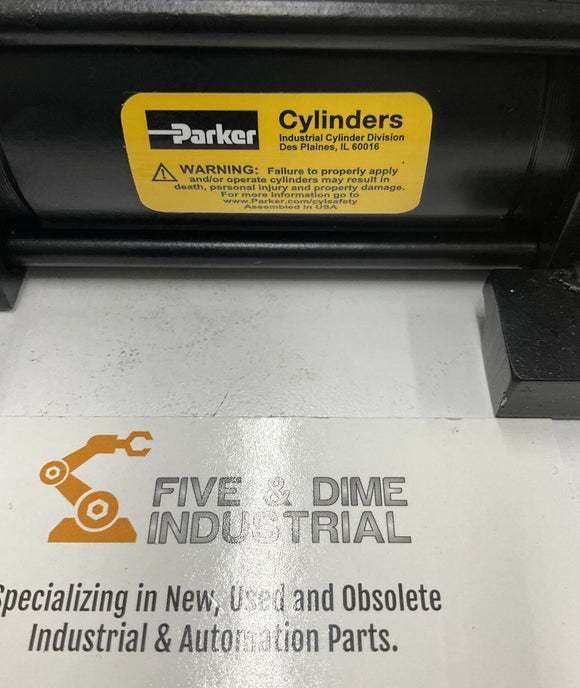 Parker
Cylinders
Industrial Cylinder Division
Des Plaines, IL 60016
WARNING: Failure to properly apply
and/or operate cylinders may result in
death, personal injury and property damage.
For more information go to
www.Parker.com/cylsafety
Assembled in USA
FIVE & DIME
INDUSTRIAL
Specializing in New, Used and Obsolete
Industrial & Automation Parts.